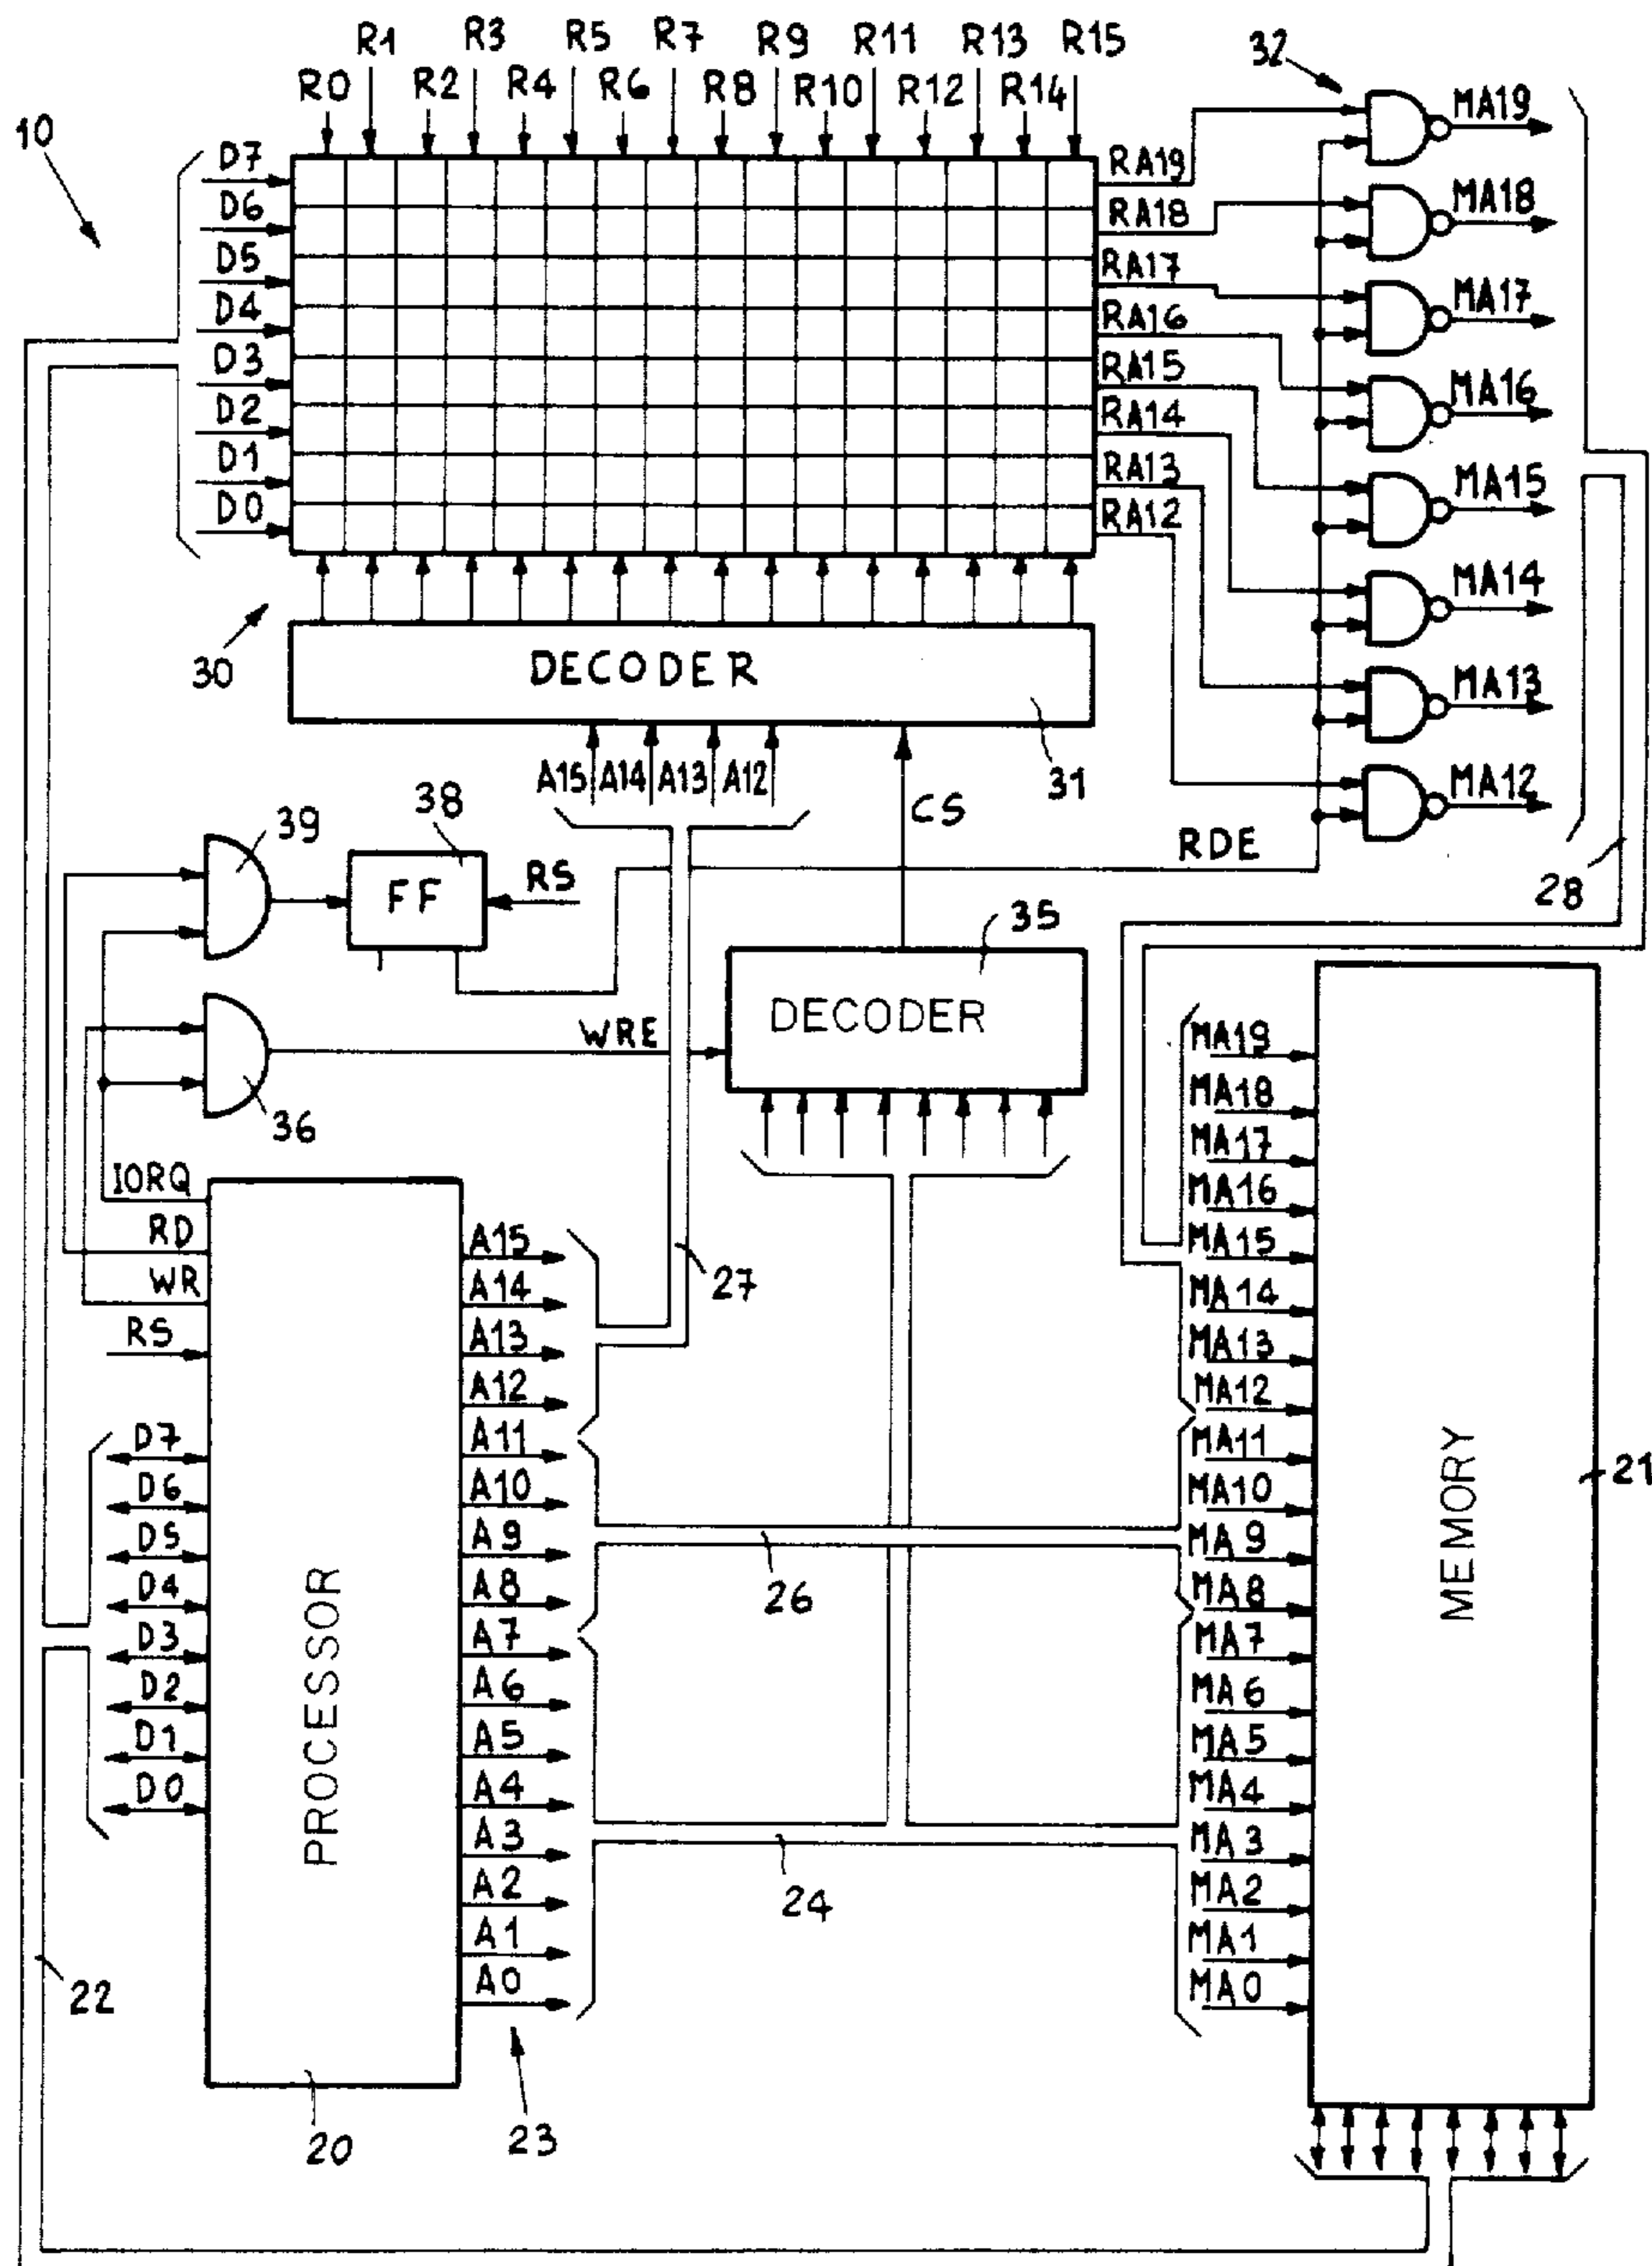 R1 R3 R5 R7 R9 R11 R13 R15
R0 R2 R4 R6 R8 R10 R12 R14
32
10
D7
D6
D5
D4
D3
D2
D1
D0
RA19
RA18
RA17
RA16
RA15
RA14
RA13
RA12
MA19
MA18
MA17
MA16
MA15
MA14
MA13
MA12
30
DECODER
31
A15 A14 A13 A12
CS
RDE
28
39
38
FF
RS
35
DECODER
WRE
36
IORQ
RD
WR
RS
D7
D6
D5
D4
D3
D2
D1
D0
PROCESSOR
20
A15
A14
A13
A12
A11
A10
A9
A8
A7
A6
A5
A4
A3
A2
A1
A0
23
27
26
24
22
MA19
MA18
MA17
MA16
MA15
MA14
MA13
MA12
MA11
MA10
MA9
MA8
MA7
MA6
MA5
MA4
MA3
MA2
MA1
MA0
MEMORY
21